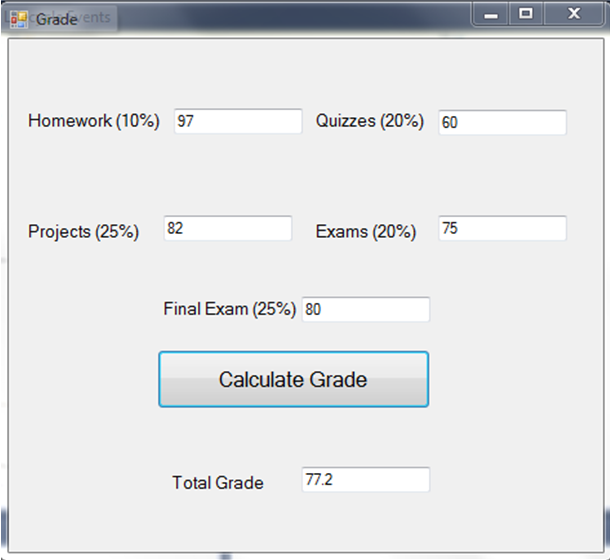 Grade
Homework (10%) 97 Quizzes (20%) 60
Projects (25%) 82 Exams (20%) 75
Final Exam (25%) 80
Calculate Grade
Total Grade 77.2